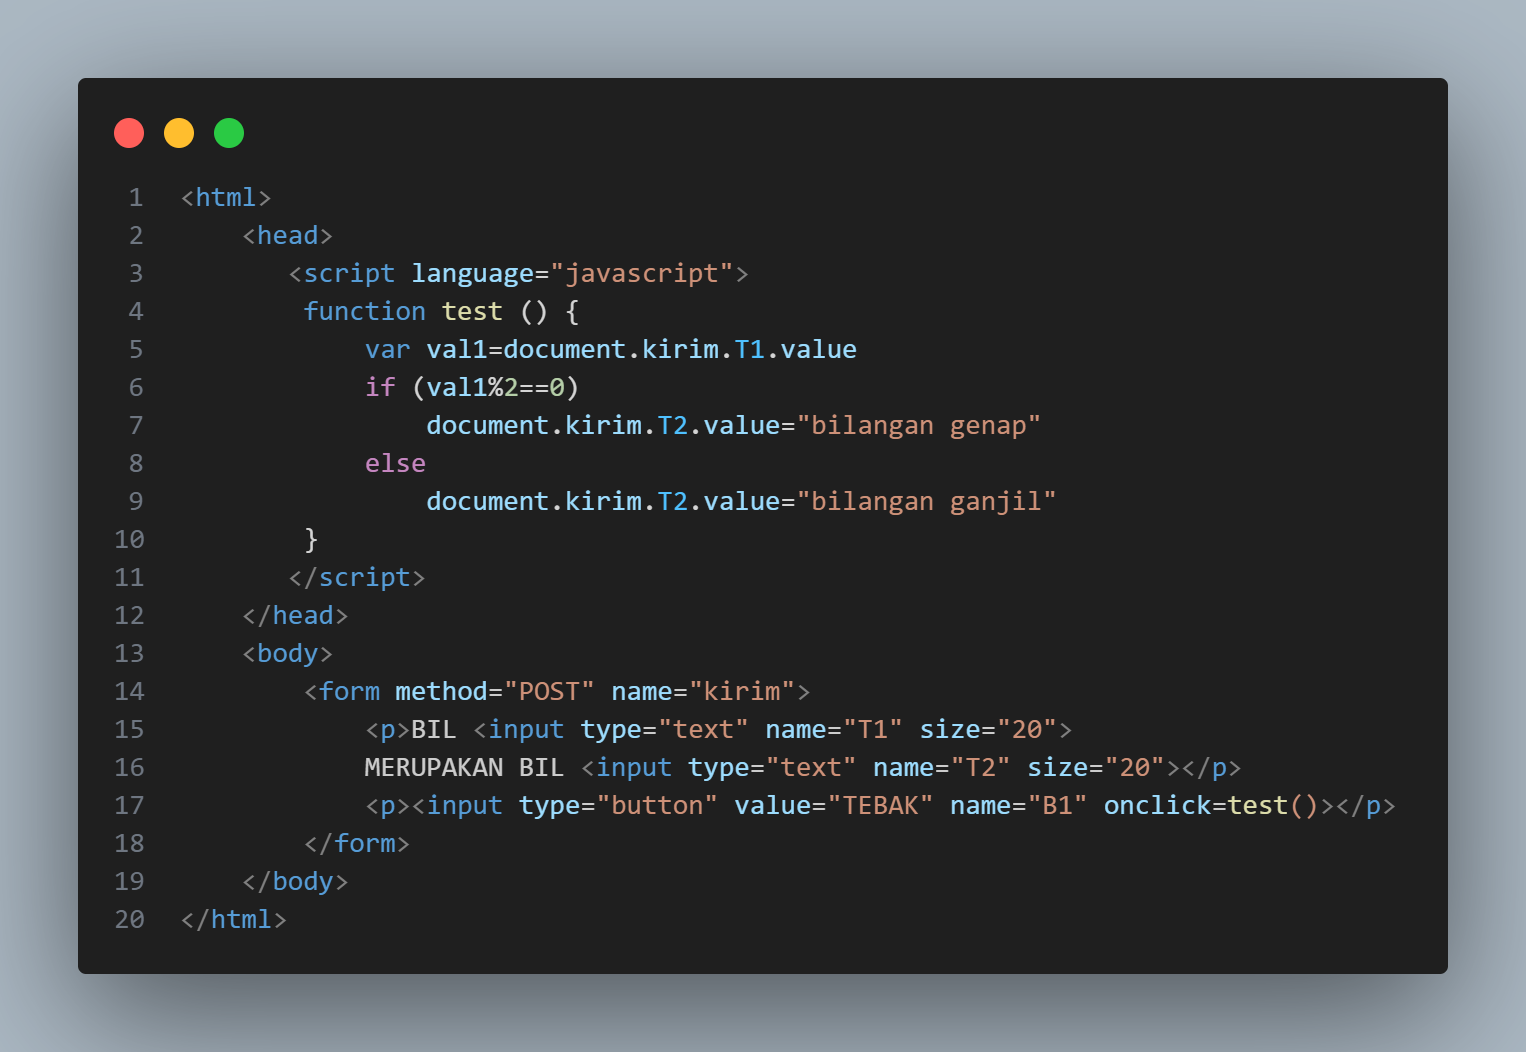 1 <html>
2     <head>
3        <script language="javascript">
4         function test () {
5             var val1=document.kirim.T1.value
6             if (val1%2==0)
7                 document.kirim.T2.value="bilangan genap"
8             else
9                 document.kirim.T2.value="bilangan ganjil"
10         }
11        </script>
12     </head>
13     <body>
14         <form method="POST" name="kirim">
15             <p>BIL <input type="text" name="T1" size="20">
16             MERUPAKAN BIL <input type="text" name="T2" size="20"></p>
17             <p><input type="button" value="TEBAK" name="B1" onclick=test()></p>
18         </form>
19     </body>
20 </html>